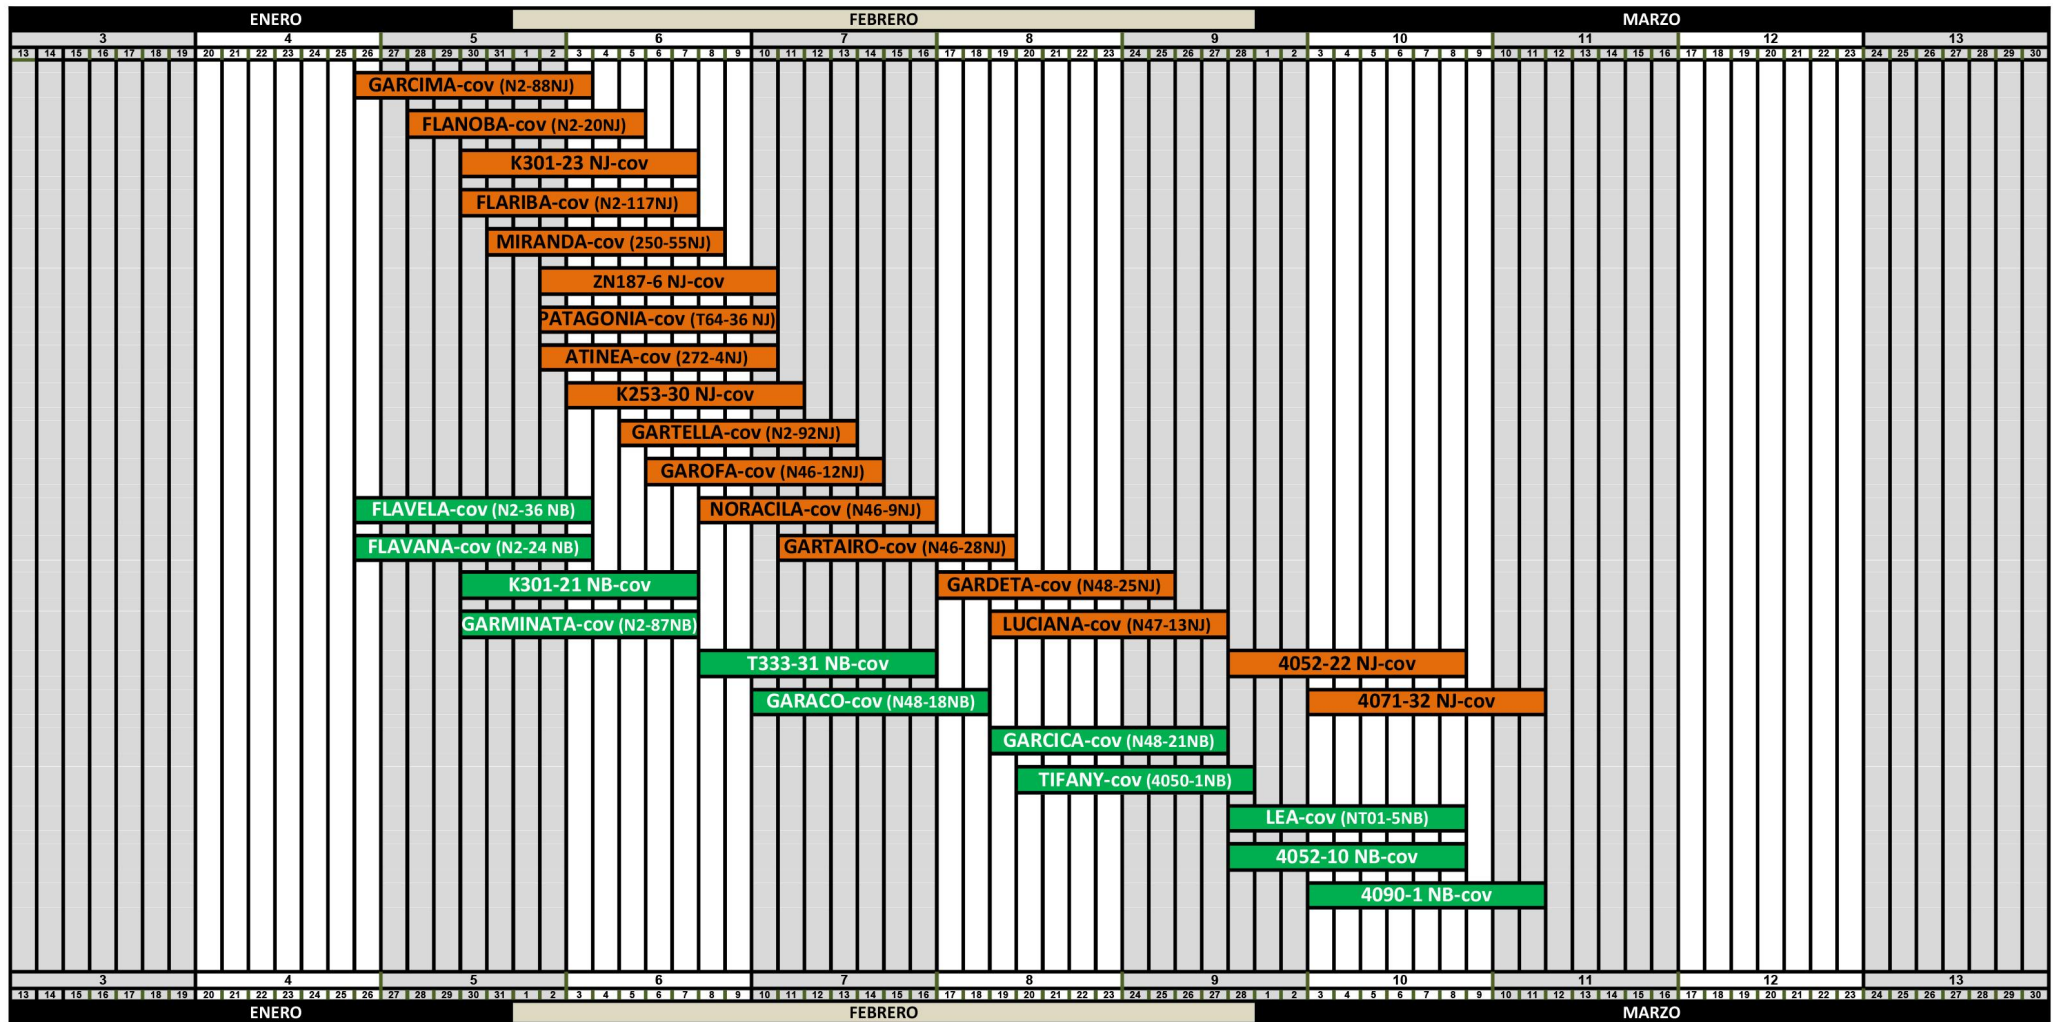 ENERO FEBRERO MARZO
3 4 5 6 7 8 9 10 11 12 13
13 14 15 16 17 18 19 20 21 22 23 24 25 26 27 28 29 30 31 1 2 3 4 5 6 7 8 9 10 11 12 13 14 15 16 17 18 19 20 21 22 23 24 25 26 27 28 1 2 3 4 5 6 7 8 9 10 11 12 13 14 15 16 17 18 19 20 21 22 23 24 25 26 27 28 29 30
GARCIMA-cov (N2-88NJ)
FLANOBA-cov (N2-20NJ)
K301-23 NJ-cov
FLARIBA-cov (N2-117NJ)
MIRANDA-cov (250-55NJ)
ZN187-6 NJ-cov
PATAGONIA-cov (T64-36 NJ)
ATINEA-cov (272-4NJ)
K253-30 NJ-cov
GARTELLA-cov (N2-92NJ)
GAROFA-cov (N46-12NJ)
FLAVELA-cov (N2-36 NB) NORACILA-cov (N46-9NJ)
FLAVANA-cov (N2-24 NB) GARTAIRO-cov (N46-28NJ)
K301-21 NB-cov GARDETA-cov (N48-25NJ)
GARMINATA-cov (N2-87NB) LUCIANA-cov (N47-13NJ)
T333-31 NB-cov 4052-22 NJ-cov
GARACO-cov (N48-18NB) 4071-32 NJ-cov
GARCICA-cov (N48-21NB)
TIFANY-cov (4050-1NB)
LEA-cov (NT01-5NB)
4052-10 NB-cov
4090-1 NB-cov
3 4 5 6 7 8 9 10 11 12 13
13 14 15 16 17 18 19 20 21 22 23 24 25 26 27 28 29 30 31 1 2 3 4 5 6 7 8 9 10 11 12 13 14 15 16 17 18 19 20 21 22 23 24 25 26 27 28 1 2 3 4 5 6 7 8 9 10 11 12 13 14 15 16 17 18 19 20 21 22 23 24 25 26 27 28 29 30
ENERO FEBRERO MARZO